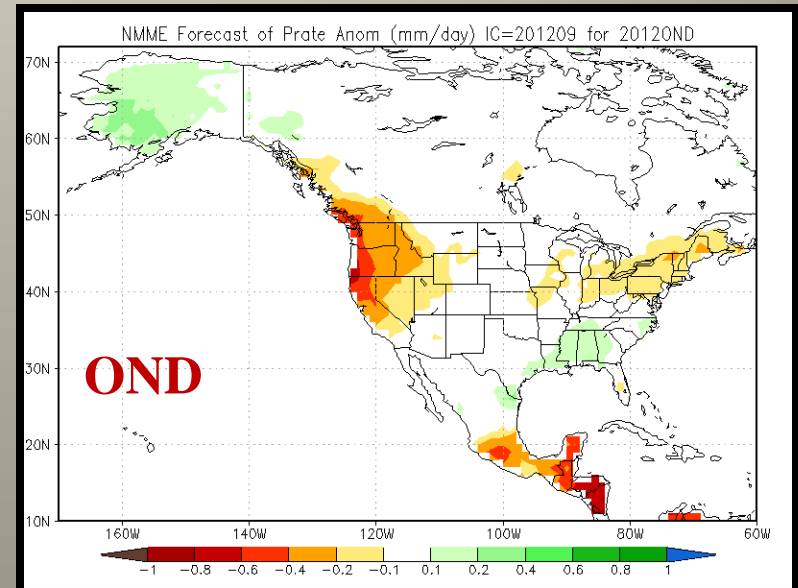 NMME Forecast of Prate Anom (mm/day) IC=201209 for 2012OND
70N
60N
50N
40N
30N
20N
10N
OND
160W 140W 120W 100W 80W 60W
-1 -0.8 -0.6 -0.4 -0.2 -0.1 0.1 0.2 0.4 0.6 0.8 1